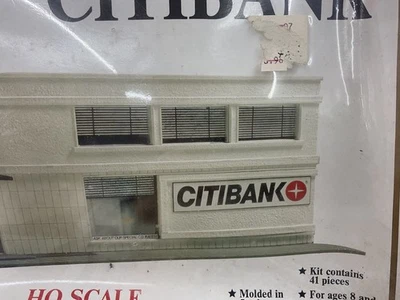 CITIBANK
CITIBANK
HO SCALE
★ Molded in
★ Kit contains
41 pieces
★ For ages 8 and